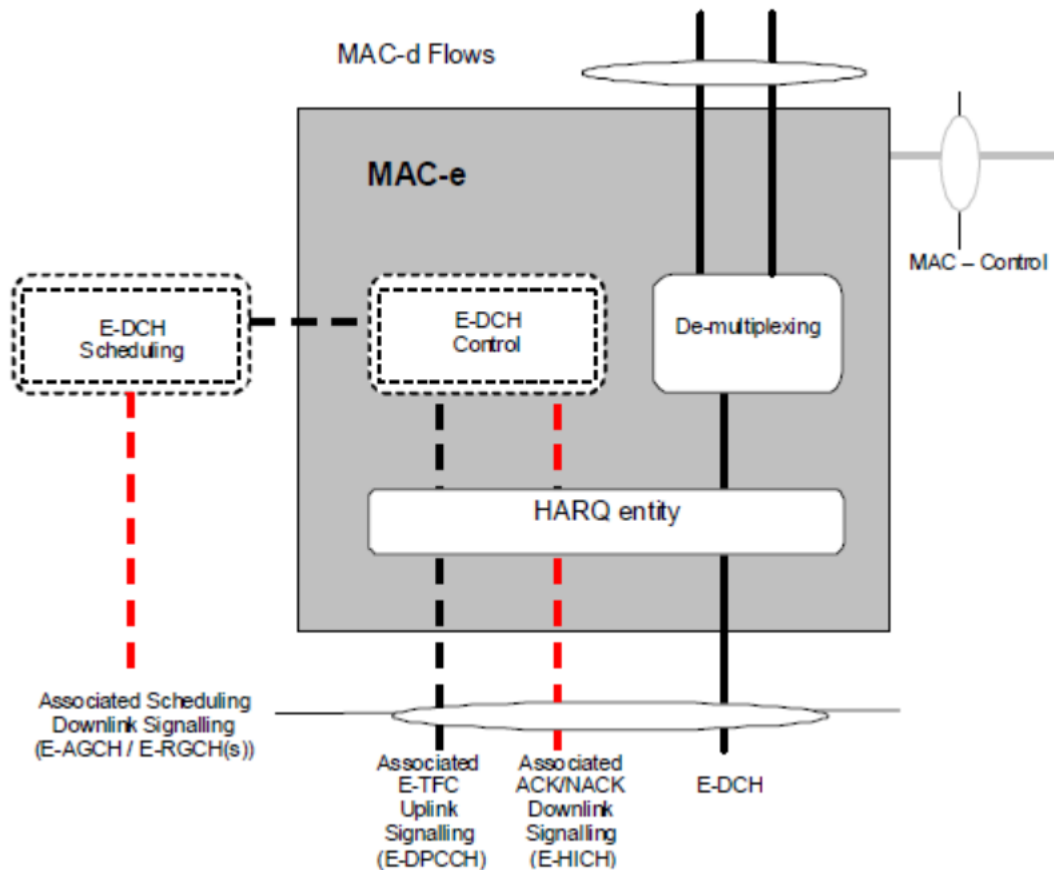 MAC-d Flows
MAC-e
MAC – Control
E-DCH
Scheduling
E-DCH
Control
De-multiplexing
HARQ entity
Associated Scheduling
Downlink Signalling
(E-AGCH / E-RGCH(s))
Associated
E-TFC
Uplink
Signalling
(E-DPCCH)
Associated
ACK/NACK
Downlink
Signalling
(E-HICH)
E-DCH